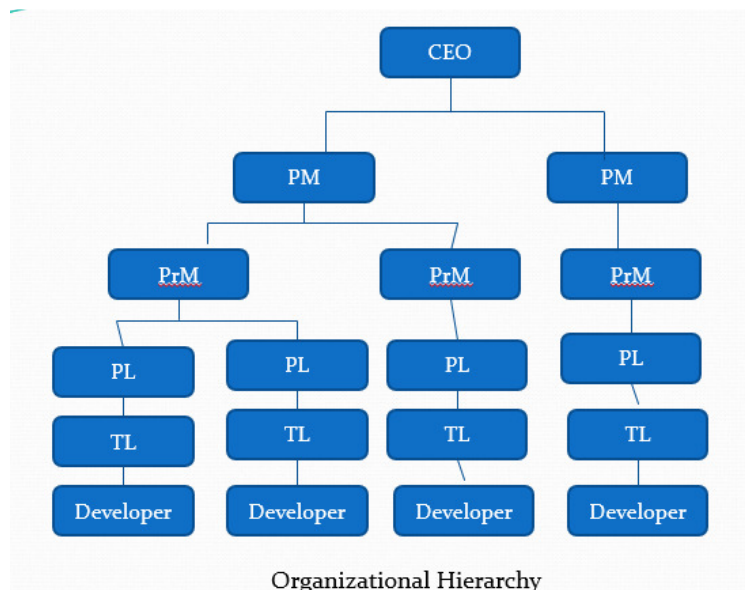 CEO
PM
PM
PrM
PrM
PrM
PL
PL
PL
PL
TL
TL
TL
TL
Developer
Developer
Developer
Developer
Organizational Hierarchy